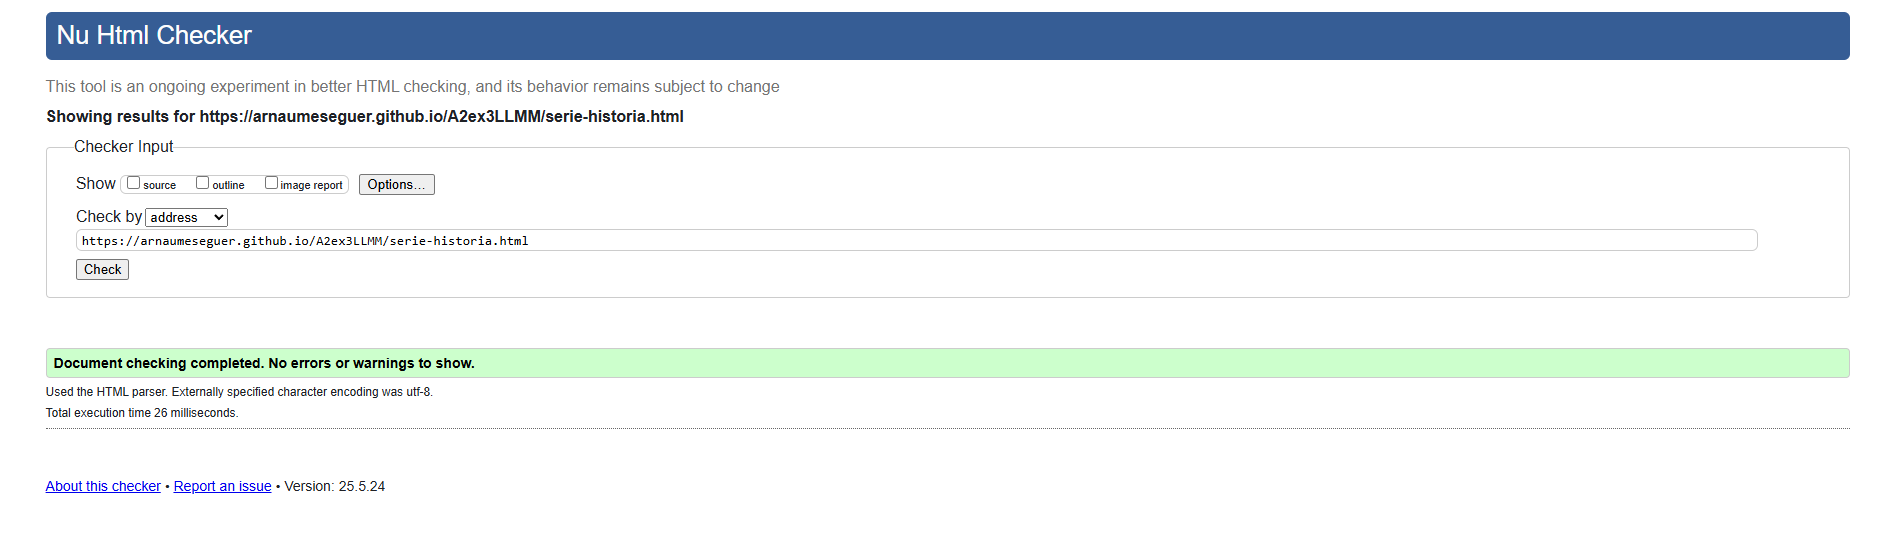 Nu Html Checker
This tool is an ongoing experiment in better HTML checking, and its behavior remains subject to change
Showing results for https://arnaumeseguer.github.io/A2ex3LLMM/serie-historia.html
Checker Input
Show source outline image report Options...
Check by address
https://arnaumeseguer.github.io/A2ex3LLMM/serie-historia.html
Check
Document checking completed. No errors or warnings to show.
Used the HTML parser. Externally specified character encoding was utf-8.
Total execution time 26 milliseconds.
About this checker • Report an issue • Version: 25.5.24